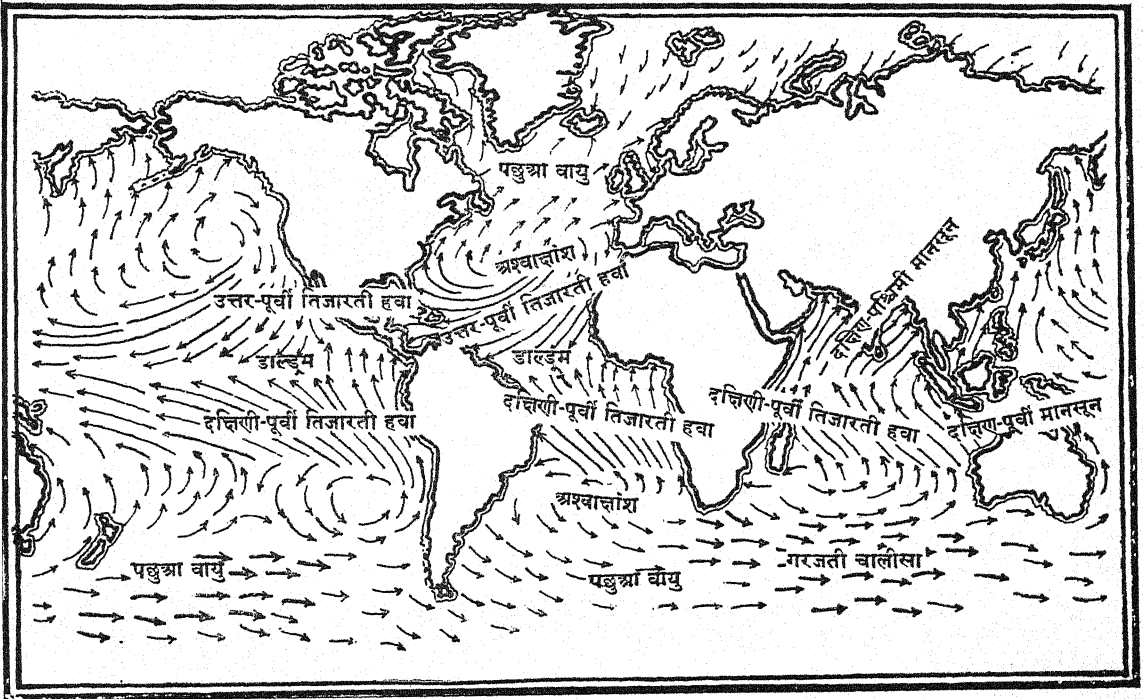 पछुआ वायु
अश्वाक्षांश
उत्तर-पूर्वी तिजारती हवा
उत्तर-पूर्वी तिजारती हवा
दक्षिण-पश्चिमी मानसून
डाल्ड्रम
डाल्ड्रम
दक्षिणी-पूर्वी तिजारती हवा
दक्षिणी-पूर्वी तिजारती हवा
दक्षिणी-पूर्वी तिजारती हवा
दक्षिण-पूर्वी मानसून
अश्वाक्षांश
पछुआ वायु
पछुआ वायु
गरजती चालीसा